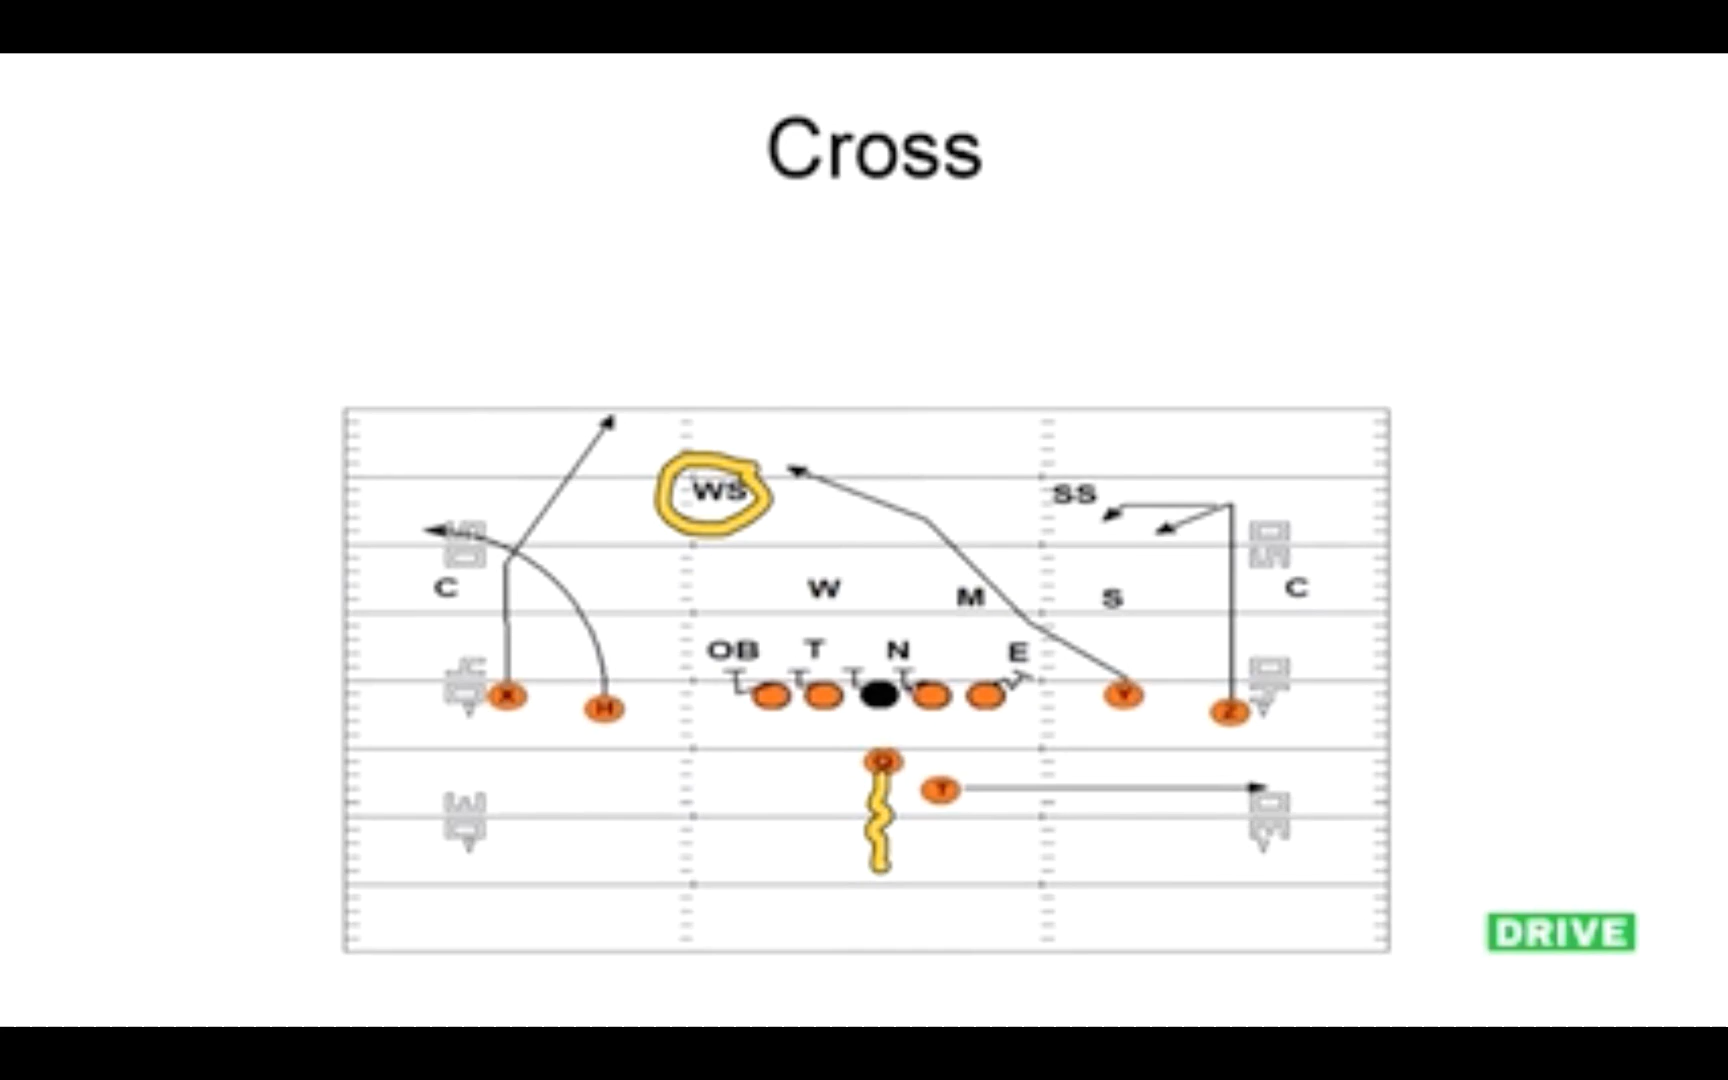 Cross
WS
SS
C W M S C
OB T N E
X H Y Z
T
DRIVE